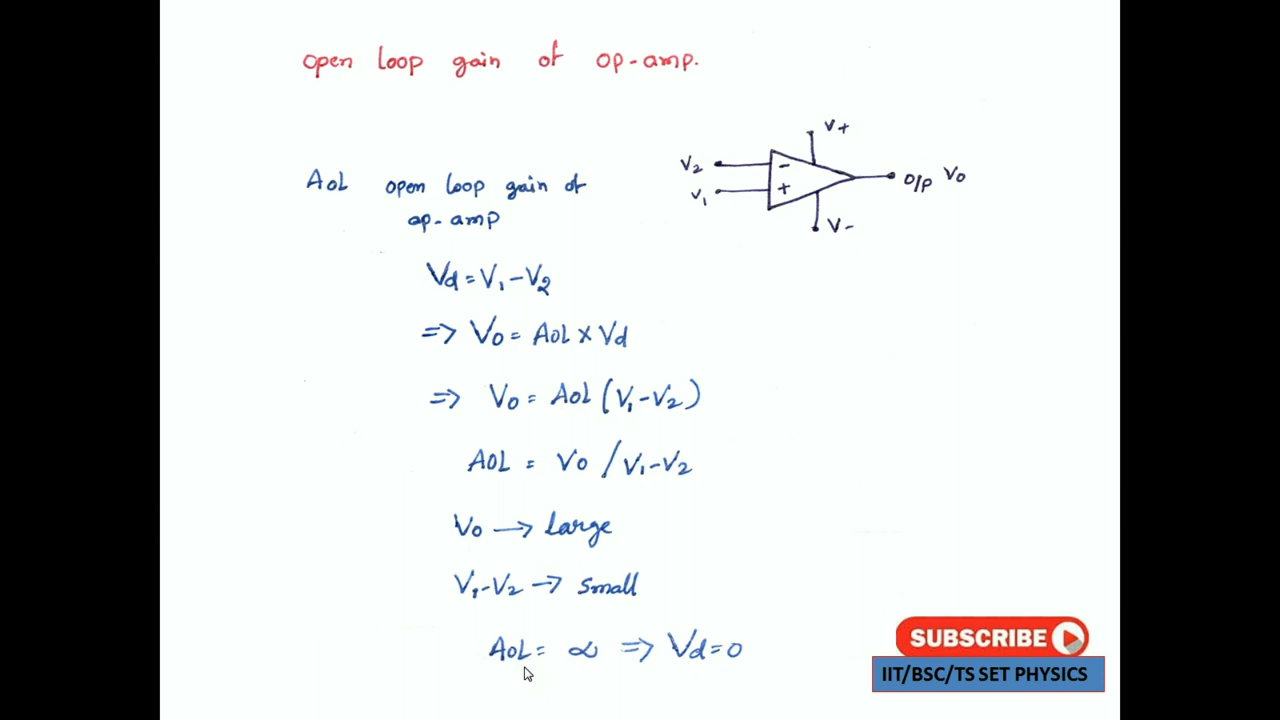 open loop gain of op-amp.
V+
V2
-
o/p Vo
AOL open loop gain of
V1
+
op-amp
V-
Vd = V1 - V2
=> Vo = AOL x Vd
=> Vo = AOL (V1 - V2)
AOL = Vo / V1 - V2
Vo → large
V1 - V2 → small
AOL = ∞ => Vd = 0
SUBSCRIBE
IIT/BSC/TS SET PHYSICS